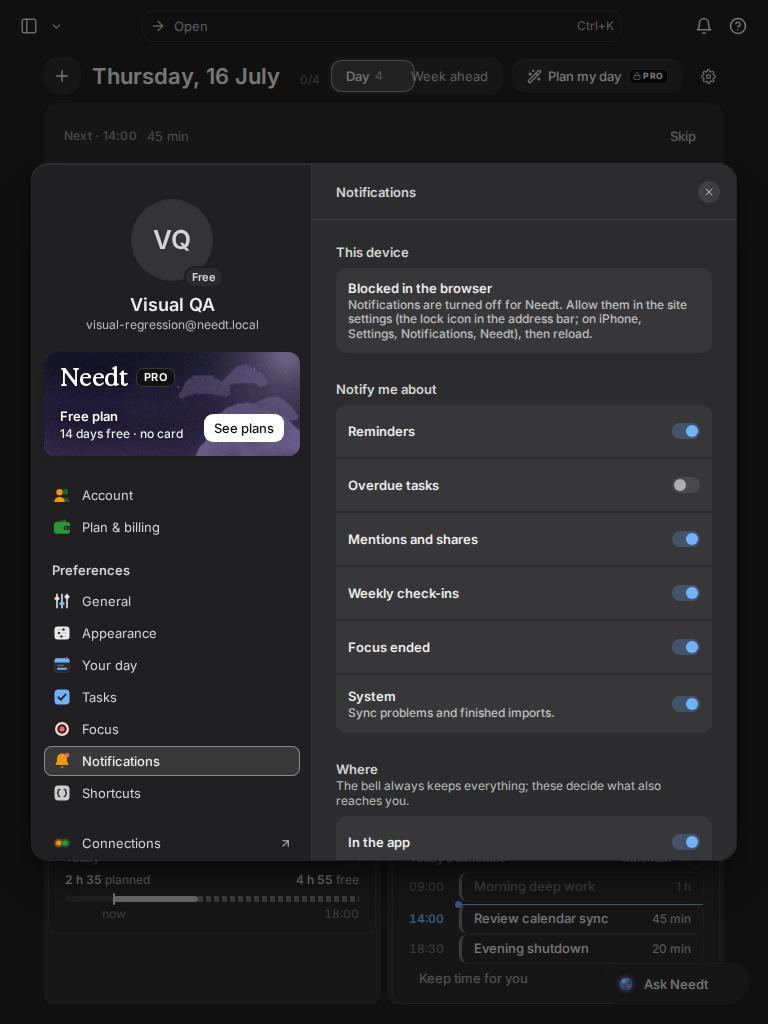 Open
Ctrl+K
Thursday, 16 July
0/4
Day 4
Week ahead
Plan my day
PRO
Next · 14:00 45 min
Skip
VQ
Free
Visual QA
visual-regression@needt.local
Needt PRO
Free plan
14 days free · no card
See plans
Account
Plan & billing
Preferences
General
Appearance
Your day
Tasks
Focus
Notifications
Shortcuts
Connections
Notifications
This device
Blocked in the browser
Notifications are turned off for Needt. Allow them in the site
settings (the lock icon in the address bar; on iPhone,
Settings, Notifications, Needt), then reload.
Notify me about
Reminders
Overdue tasks
Mentions and shares
Weekly check-ins
Focus ended
System
Sync problems and finished imports.
Where
The bell always keeps everything; these decide what also
reaches you.
In the app
2 h 35 planned
4 h 55 free
now
18:00
09:00 Morning deep work 1 h
14:00 Review calendar sync 45 min
18:30 Evening shutdown 20 min
Keep time for you
Ask Needt